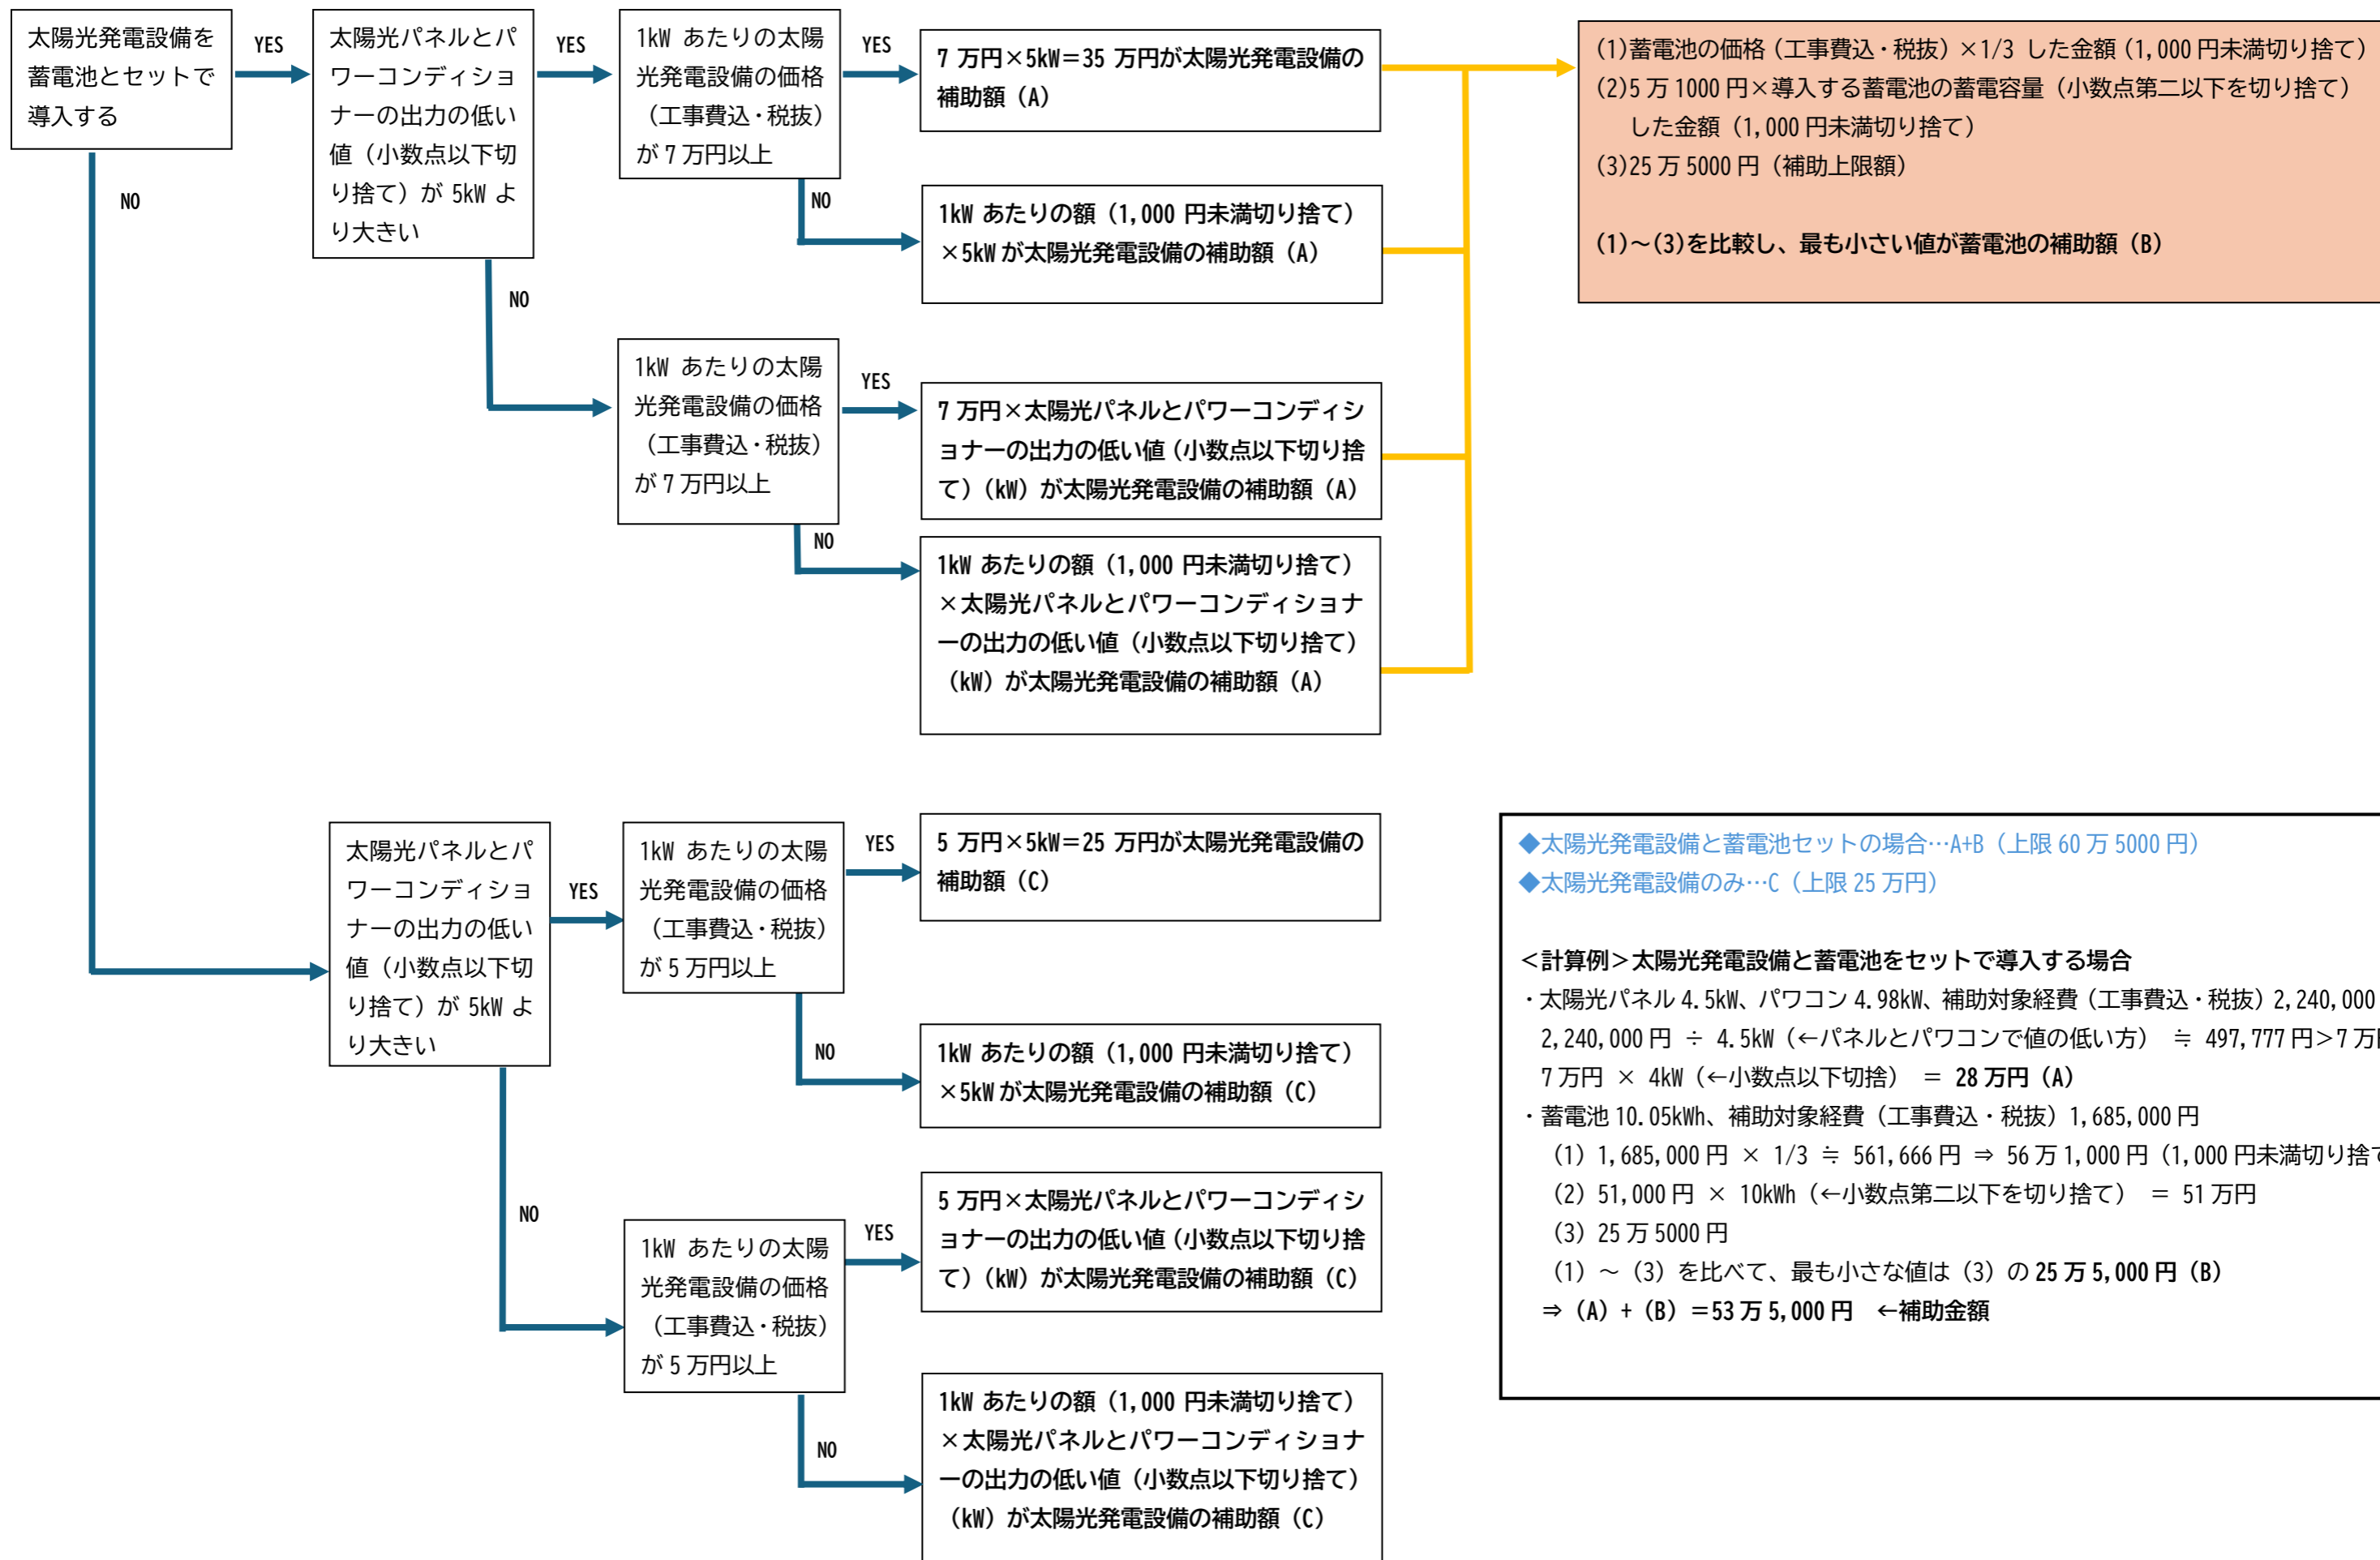 太陽光発電設備を
蓄電池とセットで
導入する
YES
NO
太陽光パネルとパ
ワーコンディショ
ナーの出力の低い
値（小数点以下切
り捨て）が 5kW よ
り大きい
YES
NO
1kW あたりの太陽
光発電設備の価格
（工事費込・税抜）
が 7 万円以上
YES
NO
7 万円×5kW＝35 万円が太陽光発電設備の
補助額（A）
1kW あたりの額（1,000 円未満切り捨て）
×5kW が太陽光発電設備の補助額（A）
1kW あたりの太陽
光発電設備の価格
（工事費込・税抜）
が 7 万円以上
YES
NO
7 万円×太陽光パネルとパワーコンディシ
ョナーの出力の低い値（小数点以下切り捨
て）（kW）が太陽光発電設備の補助額（A）
1kW あたりの額（1,000 円未満切り捨て）
×太陽光パネルとパワーコンディショナ
ーの出力の低い値（小数点以下切り捨て）
（kW）が太陽光発電設備の補助額（A）
(1)蓄電池の価格（工事費込・税抜）×1/3 した金額（1,000 円未満切り捨て）
(2)5 万 1000 円×導入する蓄電池の蓄電容量（小数点第二以下を切り捨て）
した金額（1,000 円未満切り捨て）
(3)25 万 5000 円（補助上限額）
(1)～(3)を比較し、最も小さい値が蓄電池の補助額（B）
太陽光パネルとパ
ワーコンディショ
ナーの出力の低い
値（小数点以下切
り捨て）が 5kW よ
り大きい
YES
NO
1kW あたりの太陽
光発電設備の価格
（工事費込・税抜）
が 5 万円以上
YES
NO
5 万円×5kW＝25 万円が太陽光発電設備の
補助額（C）
1kW あたりの額（1,000 円未満切り捨て）
×5kW が太陽光発電設備の補助額（C）
1kW あたりの太陽
光発電設備の価格
（工事費込・税抜）
が 5 万円以上
YES
NO
5 万円×太陽光パネルとパワーコンディシ
ョナーの出力の低い値（小数点以下切り捨
て）（kW）が太陽光発電設備の補助額（C）
1kW あたりの額（1,000 円未満切り捨て）
×太陽光パネルとパワーコンディショナ
ーの出力の低い値（小数点以下切り捨て）
（kW）が太陽光発電設備の補助額（C）
◆太陽光発電設備と蓄電池セットの場合…A+B（上限 60 万 5000 円）
◆太陽光発電設備のみ…C（上限 25 万円）
＜計算例＞太陽光発電設備と蓄電池をセットで導入する場合
・太陽光パネル 4.5kW、パワコン 4.98kW、補助対象経費（工事費込・税抜）2,240,000
2,240,000 円 ÷ 4.5kW（←パネルとパワコンで値の低い方） ≒ 497,777 円＞7 万
7 万円 × 4kW（←小数点以下切捨） ＝ 28 万円（A）
・蓄電池 10.05kWh、補助対象経費（工事費込・税抜）1,685,000 円
（1）1,685,000 円 × 1/3 ≒ 561,666 円 ⇒ 56 万 1,000 円（1,000 円未満切り捨
（2）51,000 円 × 10kWh（←小数点第二以下を切り捨て） ＝ 51 万円
（3）25 万 5000 円
（1）～（3）を比べて、最も小さな値は（3）の 25 万 5,000 円（B）
⇒（A）+（B）＝53 万 5,000 円 ←補助金額